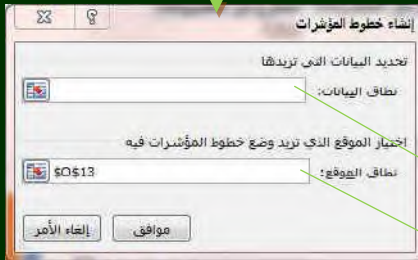 إنشاء خطوط المؤشرات
تحديد البيانات التي تريدها
نطاق البيانات:
اختيار الموقع الذي تريد وضع خطوط المؤشرات فيه
نطاق الموقع: $O$13
موافق إلغاء الأمر